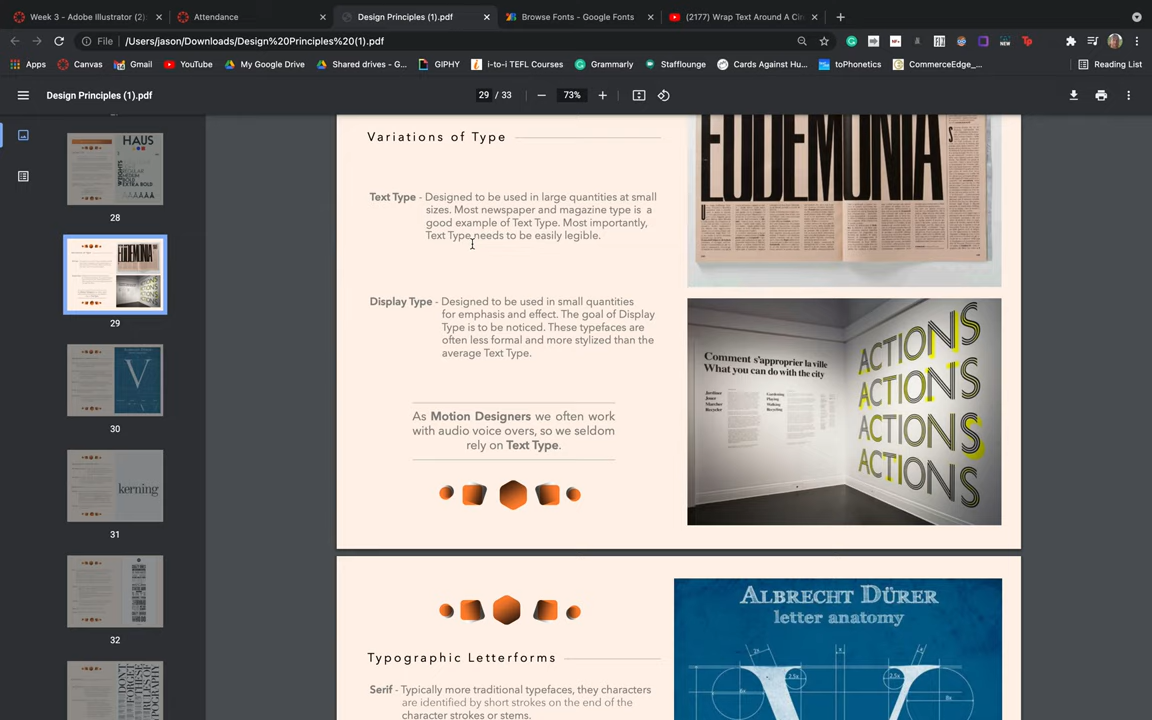 Week 3 - Adobe Illustrator (2):
Attendance
Design Principles (1).pdf
Browse Fonts - Google Fonts
(2177) Wrap Text Around A Cir
File
/Users/jason/Downloads/Design%20Principles%20(1).pdf
Apps
Canvas
Gmail
YouTube
My Google Drive
Shared drives - G...
GIPHY
i-to-i TEFL Courses
Grammarly
Stafflounge
Cards Against Hu...
toPhonetics
CommerceEdge_...
Reading List
Design Principles (1).pdf
29 / 33
73%
HAUS
28
29
V
30
kerning
31
32
Variations of Type
Text Type - Designed to be used in large quantities at small
sizes. Most newspaper and magazine type is a
good example of Text Type. Most importantly,
Text Type needs to be easily legible.
Display Type - Designed to be used in small quantities
for emphasis and effect. The goal of Display
Type is to be noticed. These typefaces are
often less formal and more stylized than the
average Text Type.
As Motion Designers we often work
with audio voice overs, so we seldom
rely on Text Type.
EUDEMONIA
Comment s'approprier la ville
What you can do with the city
ACTIONS
ACTIONS
ACTIONS
ACTIONS
Typographic Letterforms
Serif - Typically more traditional typefaces, they characters
are identified by short strokes on the end of the
character strokes or stems.
ALBRECHT DÜRER
letter anatomy